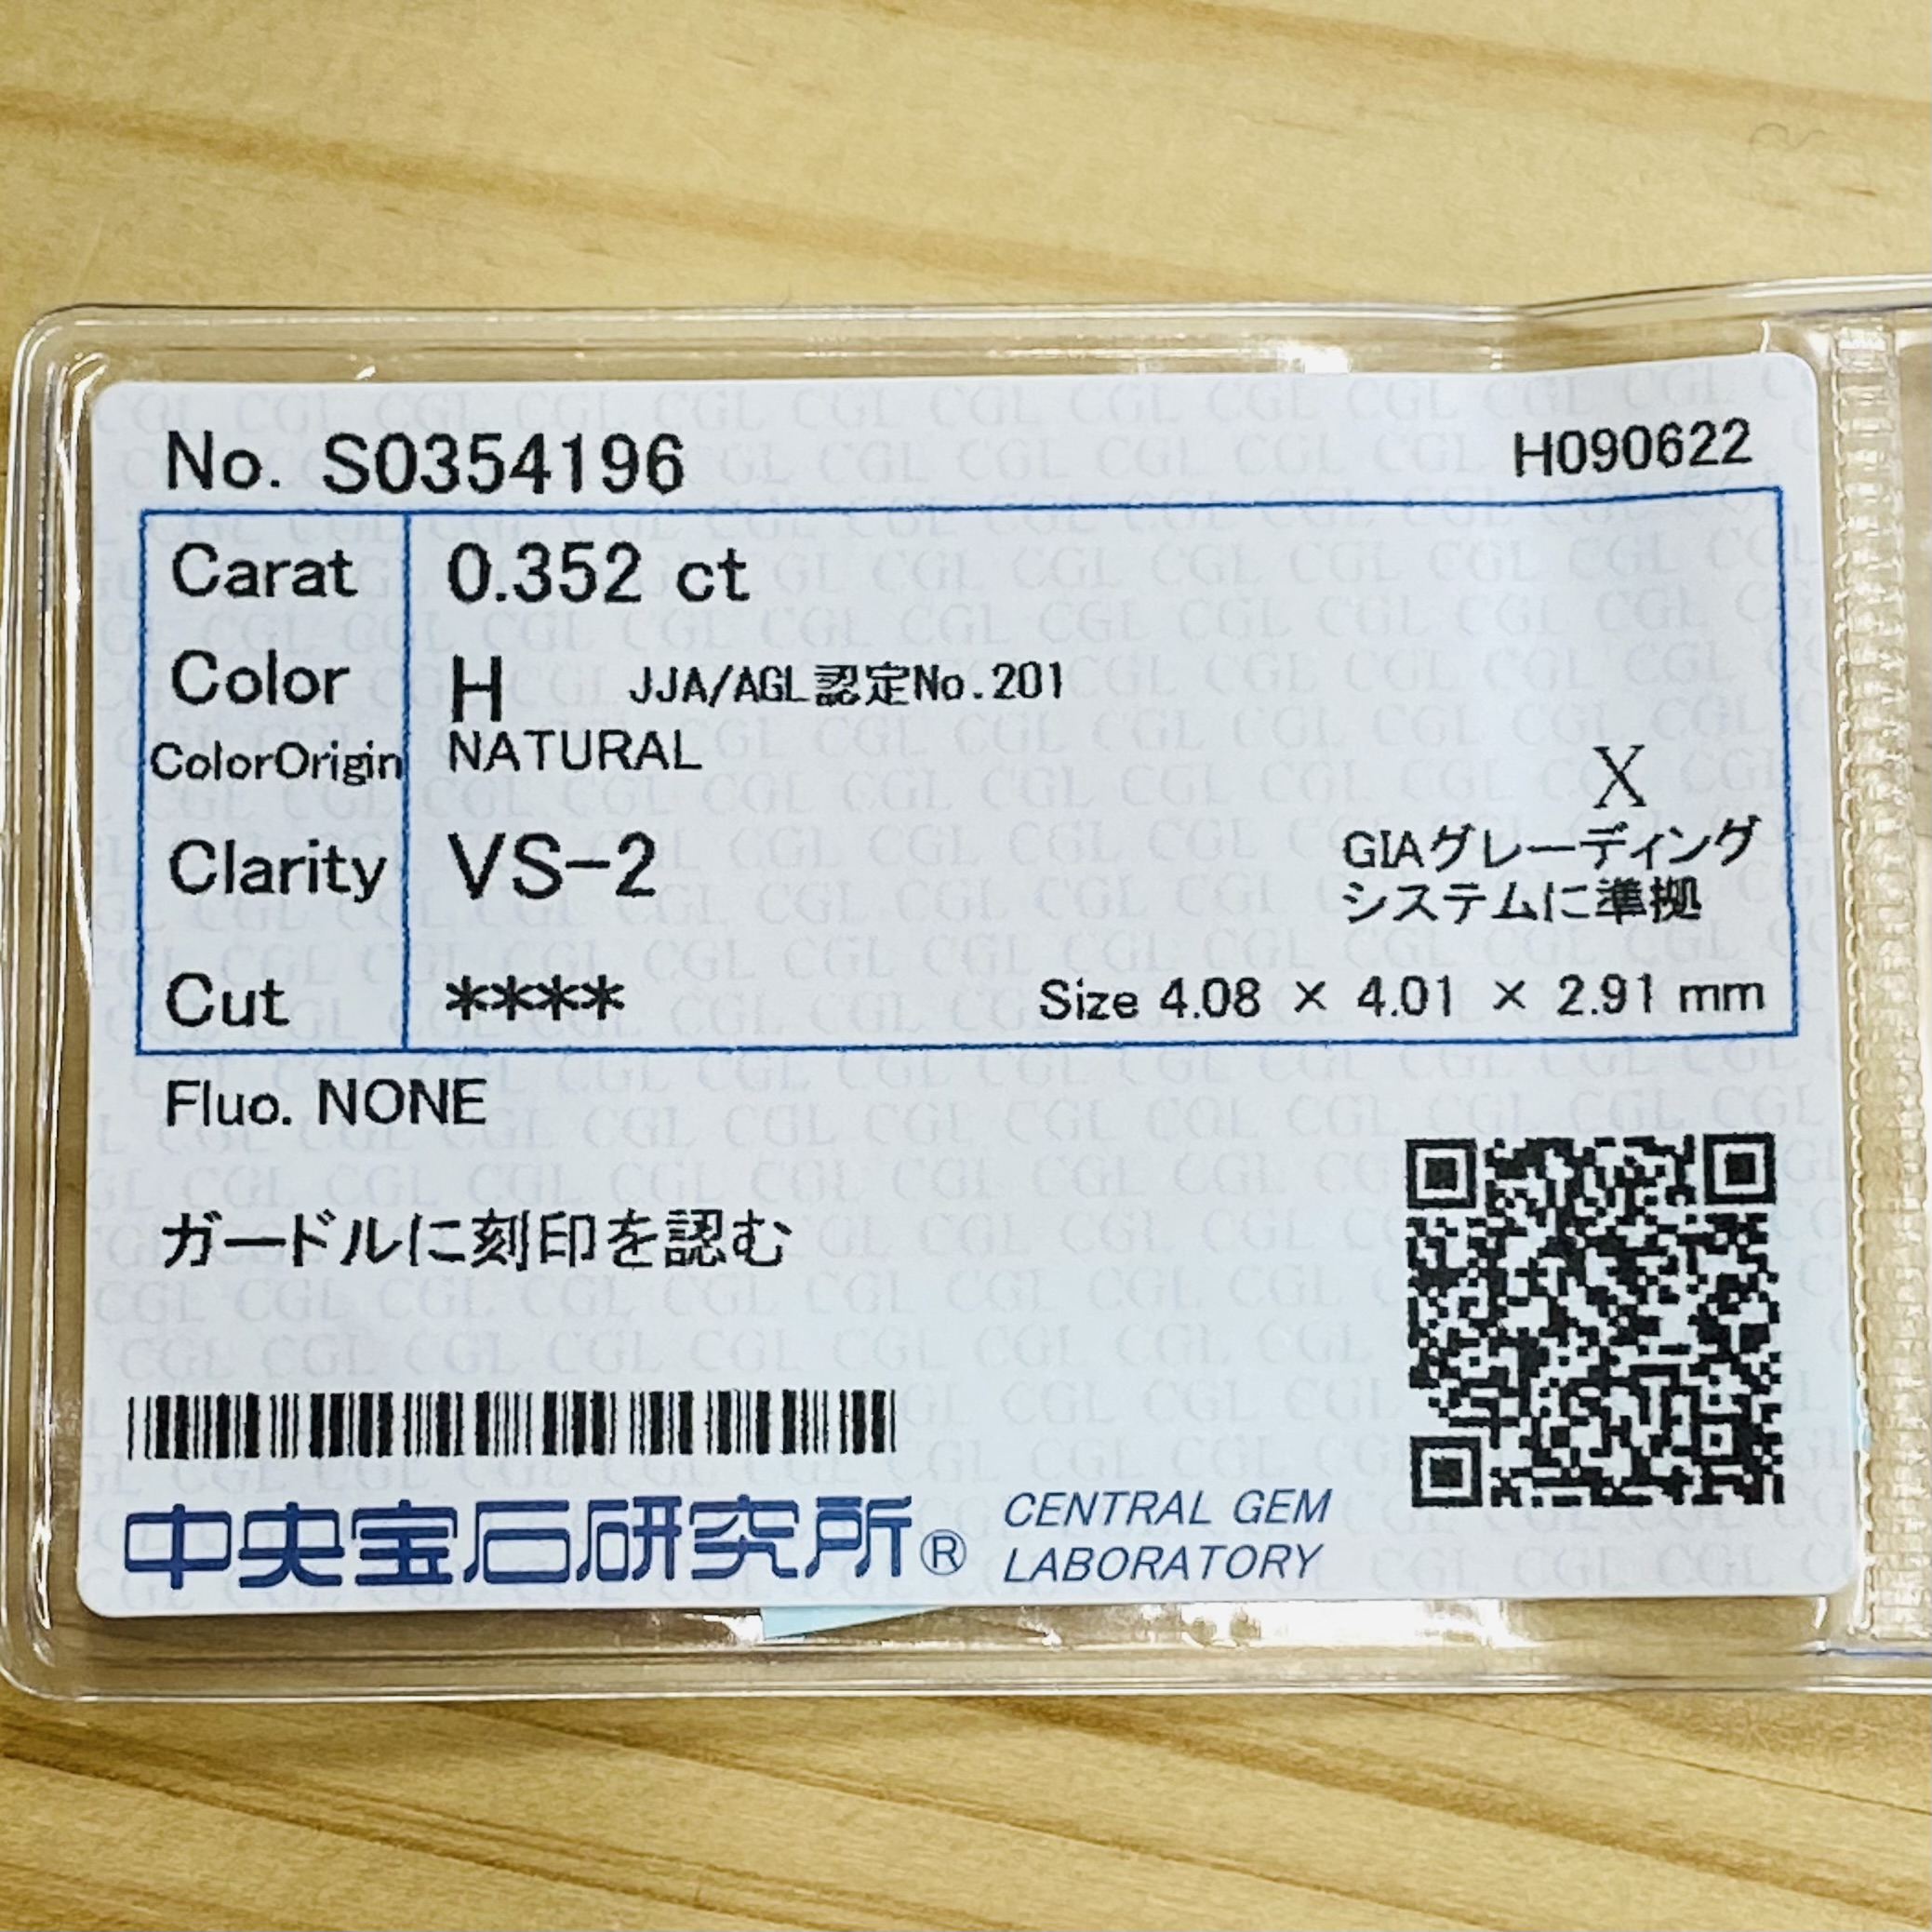 No. S0354196 H090622
Carat 0.352 ct
Color H JJA/AGL認定No.201
ColorOrigin NATURAL
X
Clarity VS-2 GIAグレーディング
システムに準拠
Cut **** Size 4.08 × 4.01 × 2.91 mm
Fluo. NONE
ガードルに刻印を認む
中央宝石研究所® CENTRAL GEM
LABORATORY